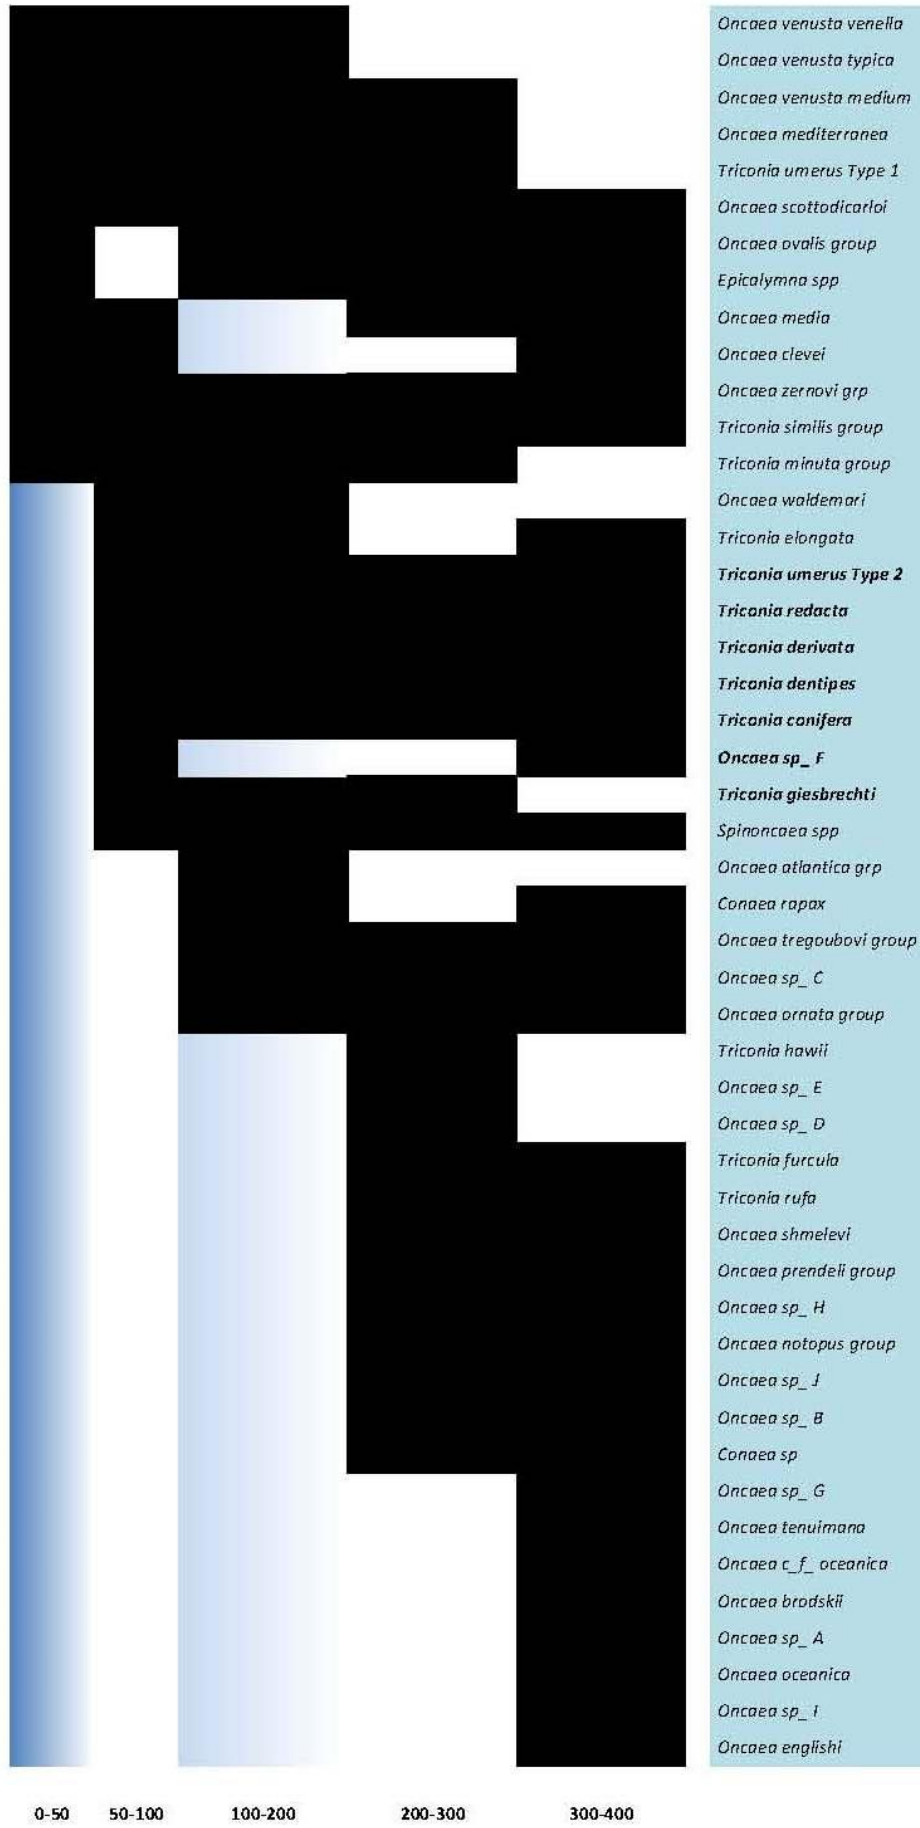 Oncaea venusta venella
Oncaea venusta typica
Oncaea venusta medium
Oncaea mediterranea
Triconia umerus Type 1
Oncaea scottodicarloi
Oncaea ovalis group
Epicalymna spp
Oncaea media
Oncaea clevei
Oncaea zernovi grp
Triconia similis group
Triconia minuta group
Oncaea waldemari
Triconia elongata
Triconia umerus Type 2
Triconia redacta
Triconia derivata
Triconia dentipes
Triconia conifera
Oncaea sp_ F
Triconia giesbrechti
Spinoncaea spp
Oncaea atlantica grp
Conaea rapax
Oncaea tregoubovi group
Oncaea sp_ C
Oncaea ornata group
Triconia hawii
Oncaea sp_ E
Oncaea sp_ D
Triconia furcula
Triconia rufa
Oncaea shmelevi
Oncaea prendeli group
Oncaea sp_ H
Oncaea notopus group
Oncaea sp_ J
Oncaea sp_ B
Conaea sp
Oncaea sp_ G
Oncaea tenuimana
Oncaea c_f_ oceanica
Oncaea brodskii
Oncaea sp_ A
Oncaea oceanica
Oncaea sp_ I
Oncaea englishi
0-50 50-100 100-200 200-300 300-400